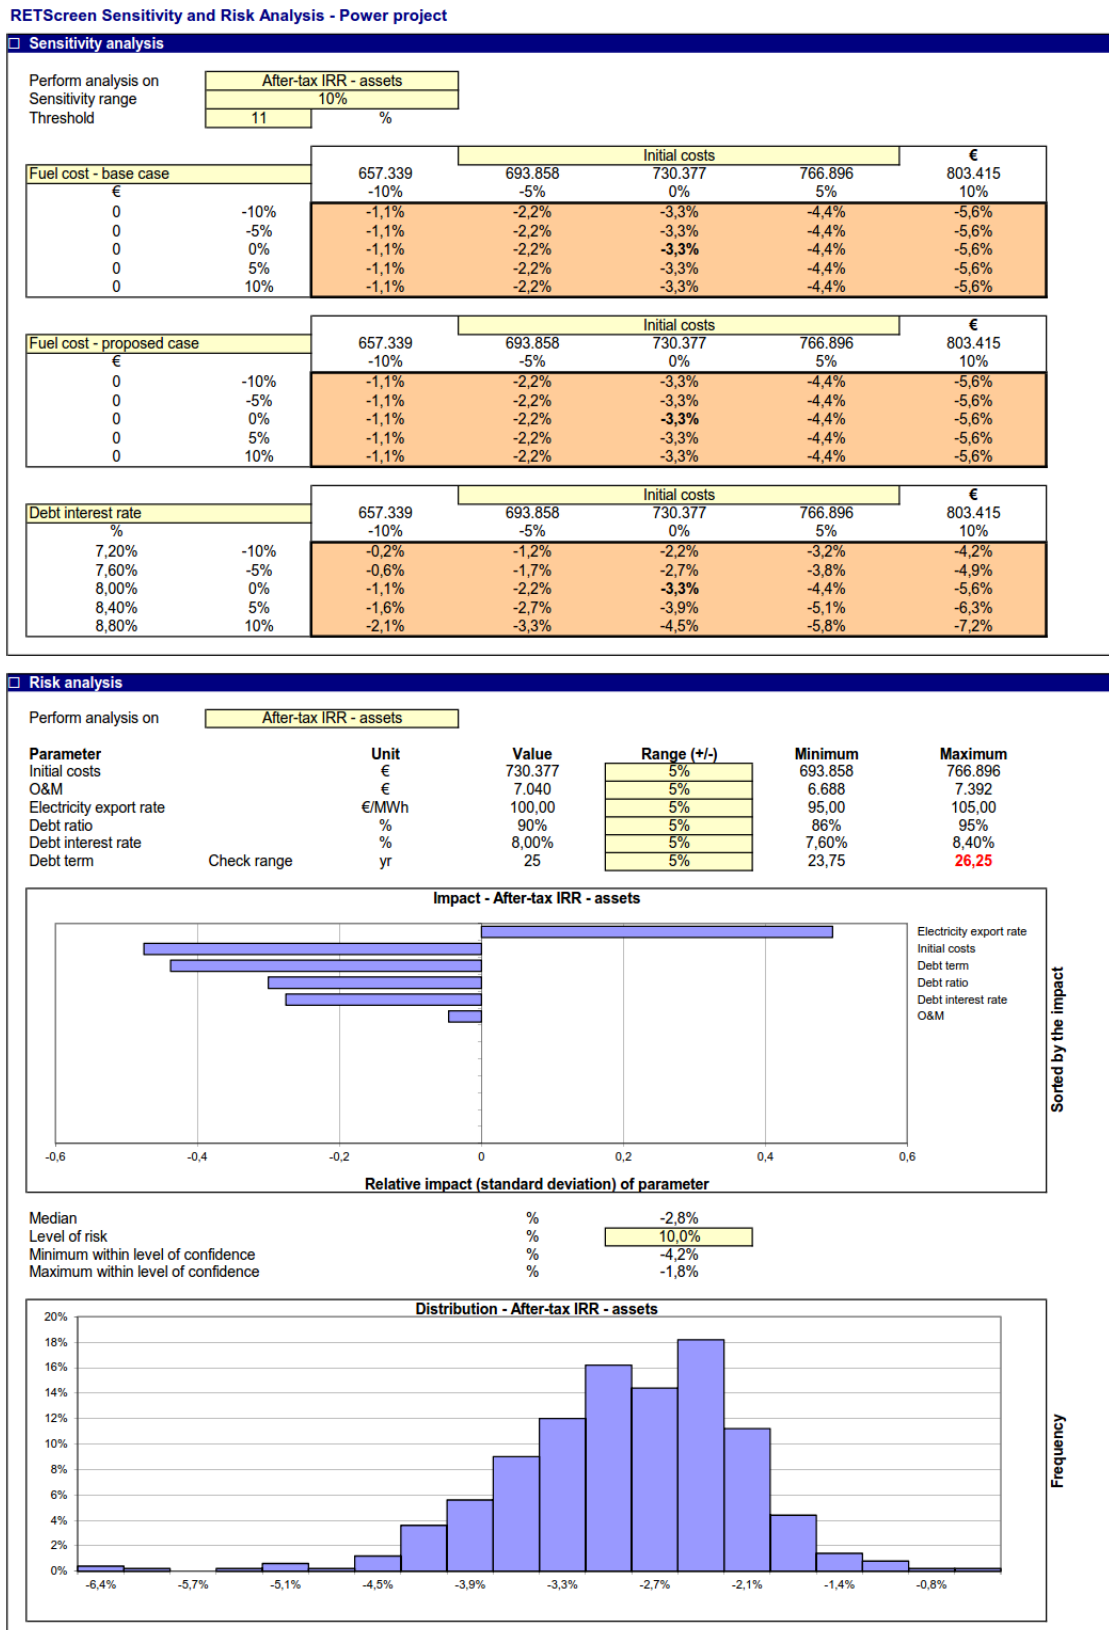 RETScreen Sensitivity and Risk Analysis - Power project
Sensitivity analysis
Perform analysis on After-tax IRR - assets
Sensitivity range 10%
Threshold 11 %
Initial costs €
Fuel cost - base case 657.339 693.858 730.377 766.896 803.415
€ -10% -5% 0% 5% 10%
0 -10% -1,1% -2,2% -3,3% -4,4% -5,6%
0 -5% -1,1% -2,2% -3,3% -4,4% -5,6%
0 0% -1,1% -2,2% -3,3% -4,4% -5,6%
0 5% -1,1% -2,2% -3,3% -4,4% -5,6%
0 10% -1,1% -2,2% -3,3% -4,4% -5,6%
Initial costs €
Fuel cost - proposed case 657.339 693.858 730.377 766.896 803.415
€ -10% -5% 0% 5% 10%
0 -10% -1,1% -2,2% -3,3% -4,4% -5,6%
0 -5% -1,1% -2,2% -3,3% -4,4% -5,6%
0 0% -1,1% -2,2% -3,3% -4,4% -5,6%
0 5% -1,1% -2,2% -3,3% -4,4% -5,6%
0 10% -1,1% -2,2% -3,3% -4,4% -5,6%
Initial costs €
Debt interest rate 657.339 693.858 730.377 766.896 803.415
% -10% -5% 0% 5% 10%
7,20% -10% -0,2% -1,2% -2,2% -3,2% -4,2%
7,60% -5% -0,6% -1,7% -2,7% -3,8% -4,9%
8,00% 0% -1,1% -2,2% -3,3% -4,4% -5,6%
8,40% 5% -1,6% -2,7% -3,9% -5,1% -6,3%
8,80% 10% -2,1% -3,3% -4,5% -5,8% -7,2%
Risk analysis
Perform analysis on After-tax IRR - assets
Parameter Unit Value Range (+/-) Minimum Maximum
Initial costs € 730.377 5% 693.858 766.896
O&M € 7.040 5% 6.688 7.392
Electricity export rate €/MWh 100,00 5% 95,00 105,00
Debt ratio % 90% 5% 86% 95%
Debt interest rate % 8,00% 5% 7,60% 8,40%
Debt term Check range yr 25 5% 23,75 26,25
Impact - After-tax IRR - assets
Electricity export rate
Initial costs
Debt term
Debt ratio
Debt interest rate
O&M
Sorted by the impact
-0,6 -0,4 -0,2 0 0,2 0,4 0,6
Relative impact (standard deviation) of parameter
Median % -2,8%
Level of risk % 10,0%
Minimum within level of confidence % -4,2%
Maximum within level of confidence % -1,8%
Distribution - After-tax IRR - assets
20%
18%
16%
14%
12%
10%
8%
6%
4%
2%
0%
Frequency
-6,4% -5,7% -5,1% -4,5% -3,9% -3,3% -2,7% -2,1% -1,4% -0,8%